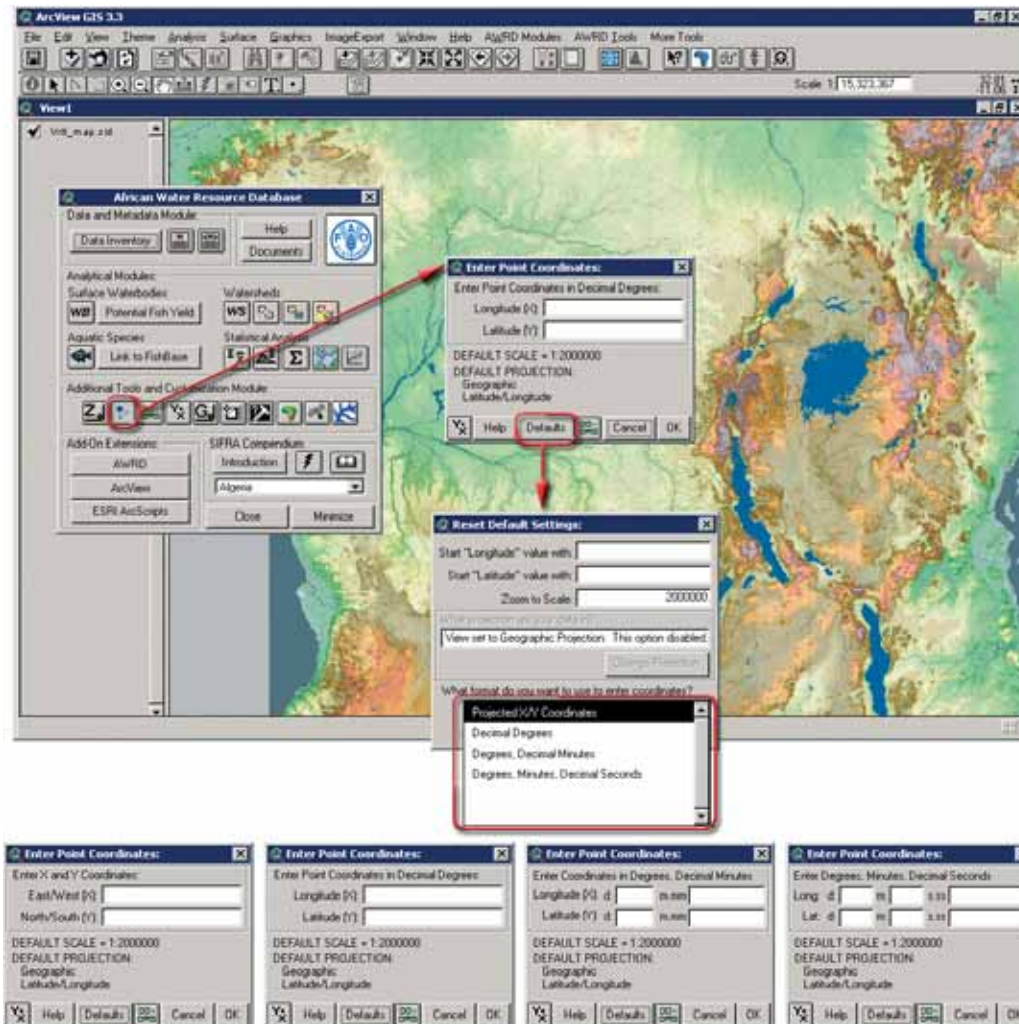 ArcView GIS 3.3
File Edit View Theme Analysis Surface Graphics ImageExport Window Help AWRD Modules AWRD Tools More Tools
Scale 1: 15,323,367
View1
African Water Resource Database
Data and Metadata Module:
Data Inventory
Help
Documents
FAO
Analytical Modules:
Surface Waterbodies
Watersheds
WB
Potential Fish Yield
WS
Aquatic Species
Statistical Analysis
Link to FishBase
Σ
Additional Tools and Customization Module
Add-On Extensions:
SIFRA Compendium
AWRD
Introduction
ArcView
Algeria
ESRI ArcScripts
Close
Minimize
Enter Point Coordinates:
Enter Point Coordinates in Decimal Degrees:
Longitude (X):
Latitude (Y):
DEFAULT SCALE = 1:2000000
DEFAULT PROJECTION:
Geographic
Latitude/Longitude
Help Defaults Cancel OK
Reset Default Settings:
Start "Longitude" value with:
Start "Latitude" value with:
Zoom to Scale: 2000000
View set to Geographic Projection. This option disabled.
Change Projection
What format do you want to use to enter coordinates?
Projected X/Y Coordinates
Decimal Degrees
Degrees, Decimal Minutes
Degrees, Minutes, Decimal Seconds
Enter Point Coordinates:
Enter X and Y Coordinates:
East/West (X):
North/South (Y):
DEFAULT SCALE = 1:2000000
DEFAULT PROJECTION:
Geographic
Latitude/Longitude
Help Defaults Cancel OK
Enter Point Coordinates:
Enter Point Coordinates in Decimal Degrees:
Longitude (X):
Latitude (Y):
DEFAULT SCALE = 1:2000000
DEFAULT PROJECTION:
Geographic
Latitude/Longitude
Help Defaults Cancel OK
Enter Point Coordinates:
Enter Coordinates in Degrees, Decimal Minutes
Longitude (X): d: m.mm
Latitude (Y): d: m.mm
DEFAULT SCALE = 1:2000000
DEFAULT PROJECTION:
Geographic
Latitude/Longitude
Help Defaults Cancel OK
Enter Point Coordinates:
Enter Degrees, Minutes, Decimal Seconds
Long: d: m: s.ss
Lat: d: m: s.ss
DEFAULT SCALE = 1:2000000
DEFAULT PROJECTION:
Geographic
Latitude/Longitude
Help Defaults Cancel OK